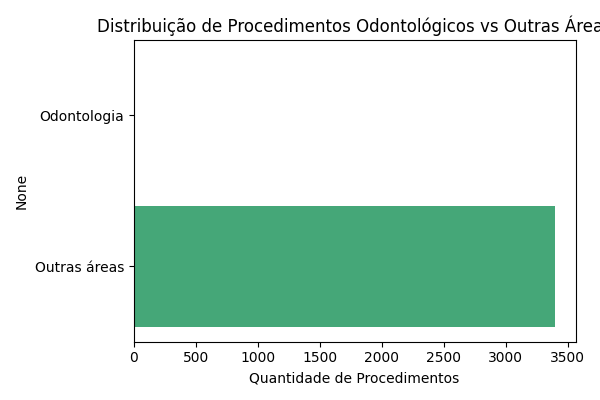 Distribuição de Procedimentos Odontológicos vs Outras Área
Odontologia
None
Outras áreas
0 500 1000 1500 2000 2500 3000 3500
Quantidade de Procedimentos